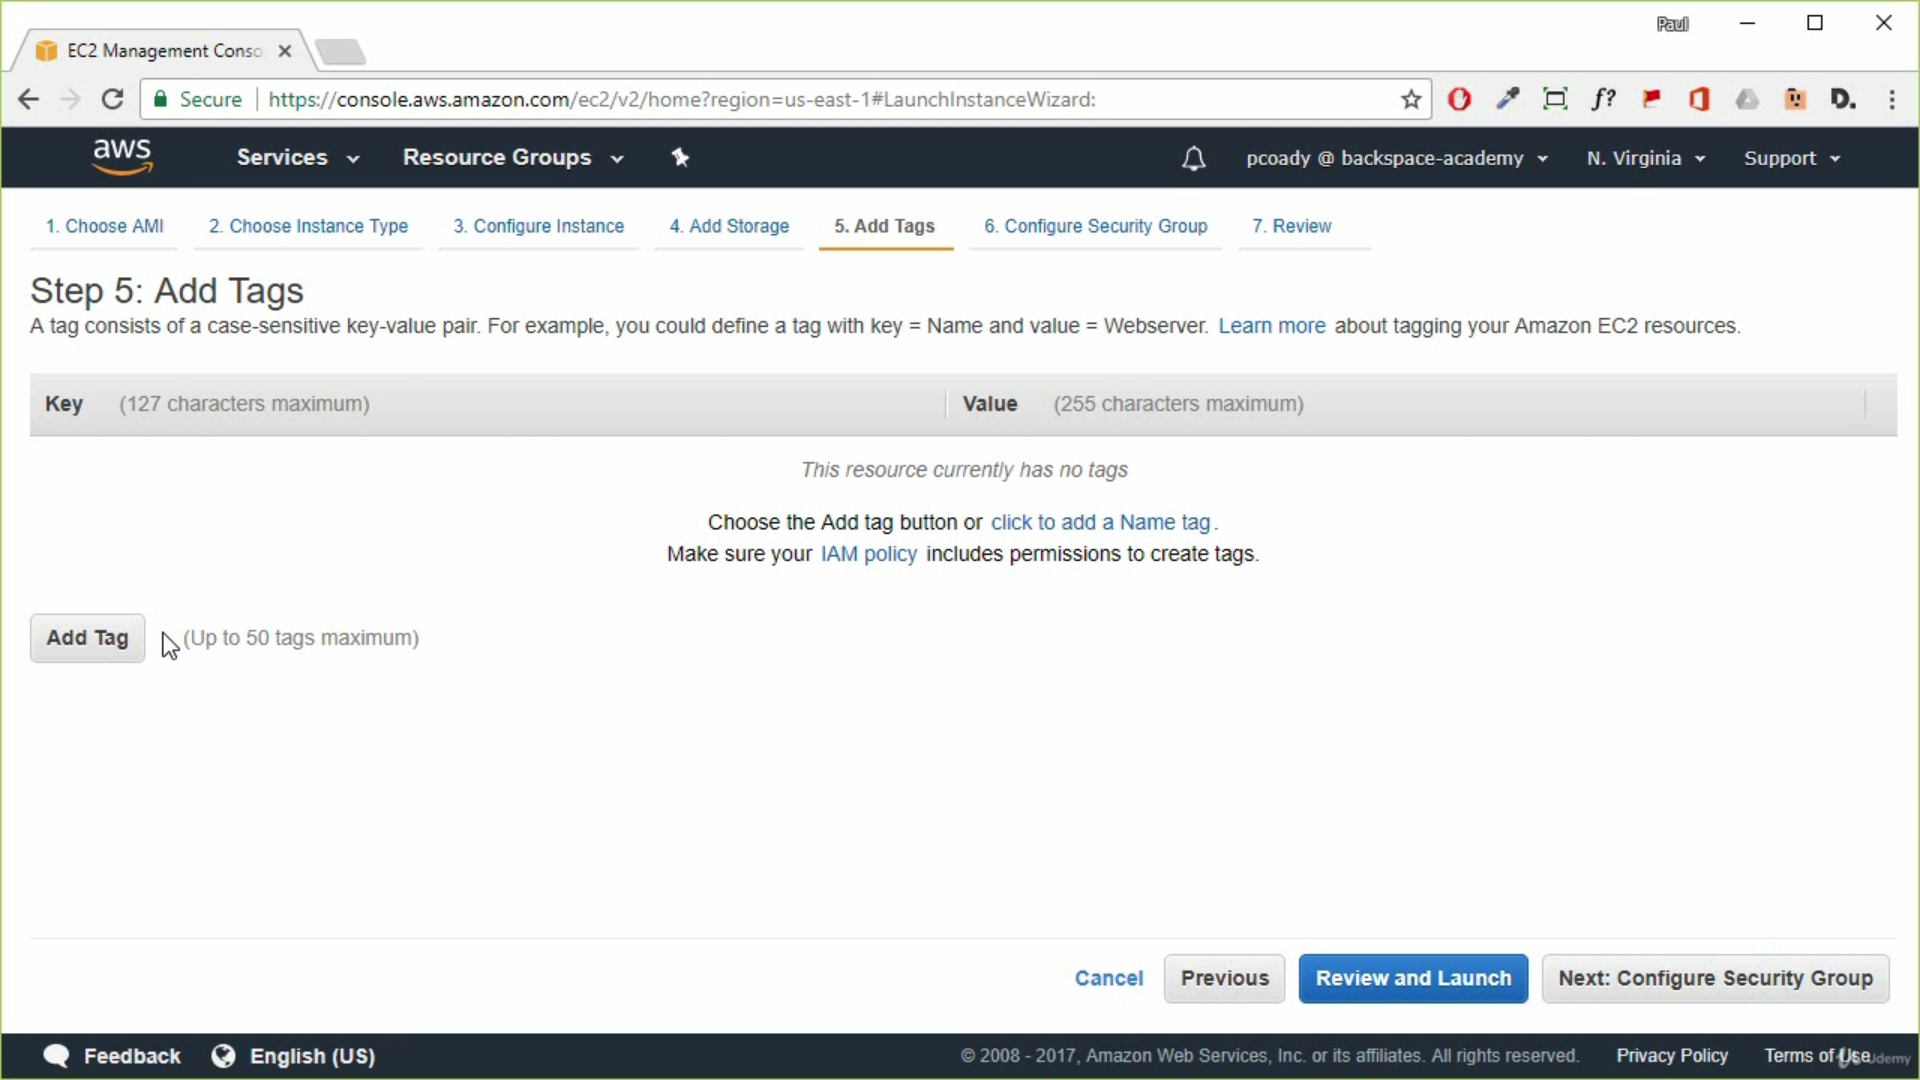 Paul
EC2 Management Conso
Secure https://console.aws.amazon.com/ec2/v2/home?region=us-east-1#LaunchInstanceWizard:
f? D.
aws Services Resource Groups pcoady @ backspace-academy N. Virginia Support
1. Choose AMI 2. Choose Instance Type 3. Configure Instance 4. Add Storage 5. Add Tags 6. Configure Security Group 7. Review
Step 5: Add Tags
A tag consists of a case-sensitive key-value pair. For example, you could define a tag with key = Name and value = Webserver. Learn more about tagging your Amazon EC2 resources.
Key (127 characters maximum) Value (255 characters maximum)
This resource currently has no tags
Choose the Add tag button or click to add a Name tag.
Make sure your IAM policy includes permissions to create tags.
Add Tag (Up to 50 tags maximum)
Cancel Previous Review and Launch Next: Configure Security Group
Feedback English (US) © 2008 - 2017, Amazon Web Services, Inc. or its affiliates. All rights reserved. Privacy Policy Terms of Use
Udemy